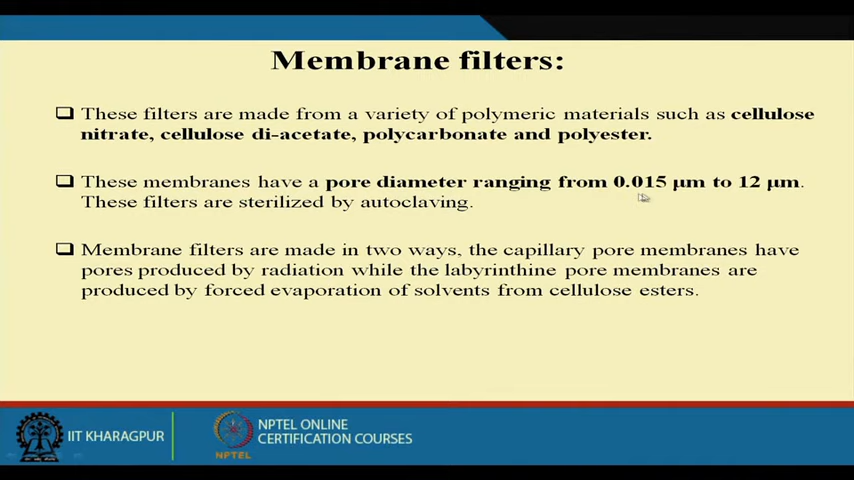 Membrane filters:
❑ These filters are made from a variety of polymeric materials such as cellulose
nitrate, cellulose di-acetate, polycarbonate and polyester.
❑ These membranes have a pore diameter ranging from 0.015 µm to 12 µm.
These filters are sterilized by autoclaving.
❑ Membrane filters are made in two ways, the capillary pore membranes have
pores produced by radiation while the labyrinthine pore membranes are
produced by forced evaporation of solvents from cellulose esters.
IIT KHARAGPUR
NPTEL
NPTEL ONLINE
CERTIFICATION COURSES